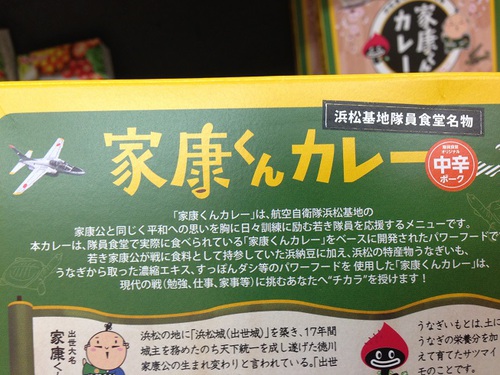 家康くん
カレー
浜松基地隊員食堂名物
家康くんカレー
中辛
ポーク
「家康くんカレー」は、航空自衛隊浜松基地の
家康公と同じく平和への思いを胸に日々訓練に励む若き隊員を応援するメニューです。
本カレーは、隊員食堂で実際に食べられている「家康くんカレー」をベースに開発されたパワーフードで
若き家康公が戦に食料として持参していた浜納豆に加え、浜松の特産物うなぎいも、
うなぎから取った濃縮エキス、すっぽんダシ等のパワーフードを使用した「家康くんカレー」は、
現代の戦(勉強、仕事、家事等)に挑むあなたへ“チカラ”を授けます!
出世大名
家康く
浜松の地に「浜松城(出世城)」を築き、17年間
城主を務めたのち天下統一を成し遂げた徳川
家康公の生まれ変わりと言われている。「出世
うなぎいもとは、土に
うなぎの栄養分を加
えて育てたサツマイ
モのことです。